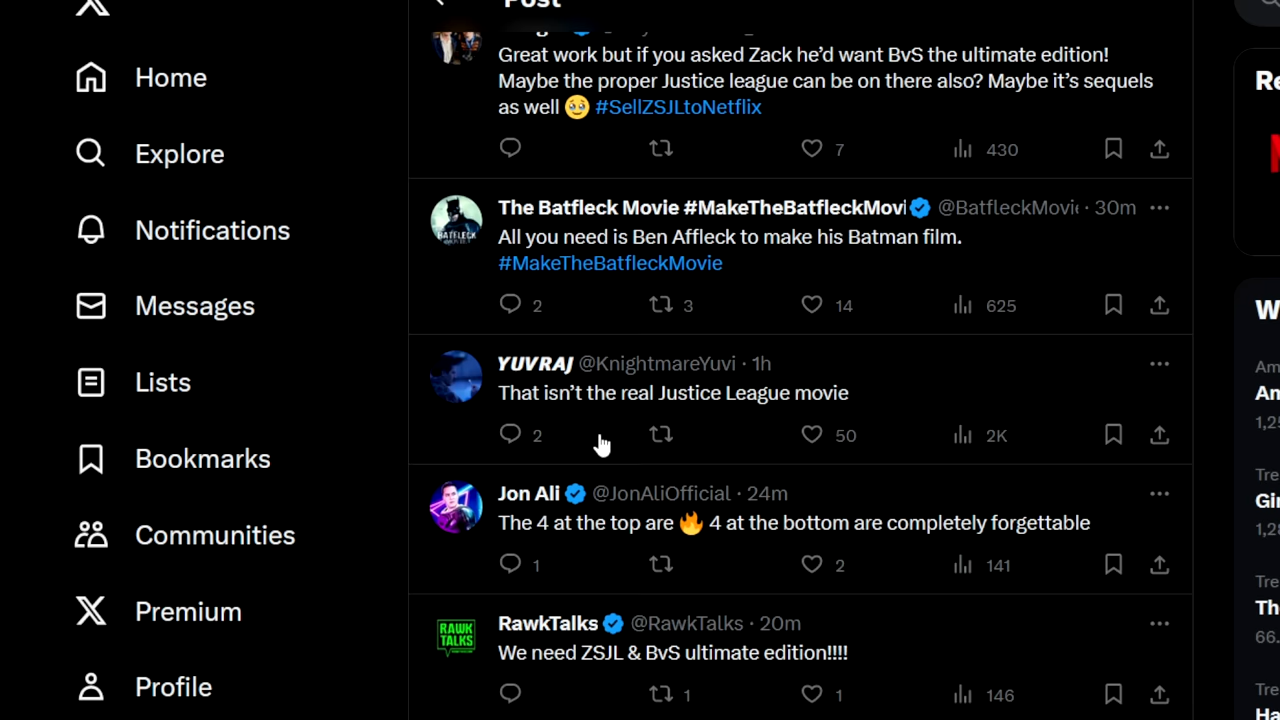 Post
Home
Explore
Notifications
Messages
Lists
Bookmarks
Communities
Premium
Profile
Great work but if you asked Zack he'd want BvS the ultimate edition!
Maybe the proper Justice league can be on there also? Maybe it's sequels
as well 🥹 #SellZSJLtoNetflix
7 430
The Batfleck Movie #MakeTheBatfleckMovi @BatfleckMovie · 30m
All you need is Ben Affleck to make his Batman film.
#MakeTheBatfleckMovie
2 3 14 625
YUVRAJ @KnightmareYuvi · 1h
That isn't the real Justice League movie
2 50 2K
Jon Ali @JonAliOfficial · 24m
The 4 at the top are 🔥 4 at the bottom are completely forgettable
1 2 141
RAWK
TALKS
RawkTalks @RawkTalks · 20m
We need ZSJL & BvS ultimate edition!!!!
1 1 146